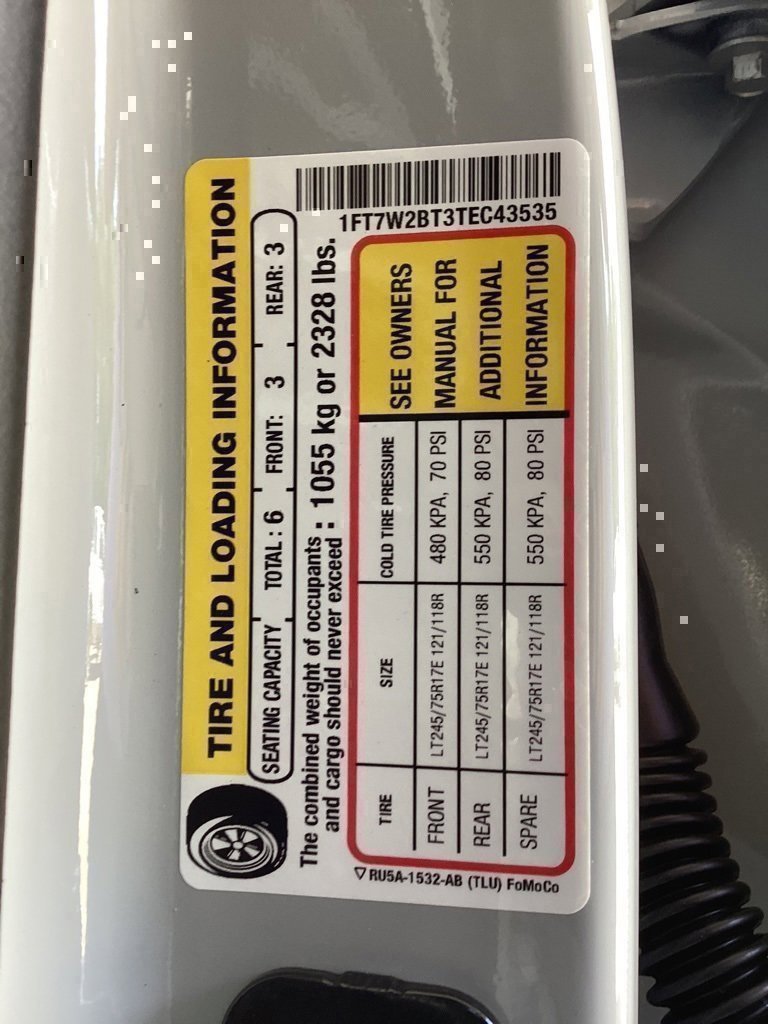 TIRE AND LOADING INFORMATION
SEATING CAPACITY TOTAL : 6 FRONT: 3 REAR: 3
The combined weight of occupants
and cargo should never exceed : 1055 kg or 2328 lbs.
TIRE SIZE COLD TIRE PRESSURE
FRONT LT245/75R17E 121/118R 480 KPA, 70 PSI
REAR LT245/75R17E 121/118R 550 KPA, 80 PSI
SPARE LT245/75R17E 121/118R 550 KPA, 80 PSI
SEE OWNERS
MANUAL FOR
ADDITIONAL
INFORMATION
1FT7W2BT3TEC43535
RU5A-1532-AB (TLU) FoMoCo